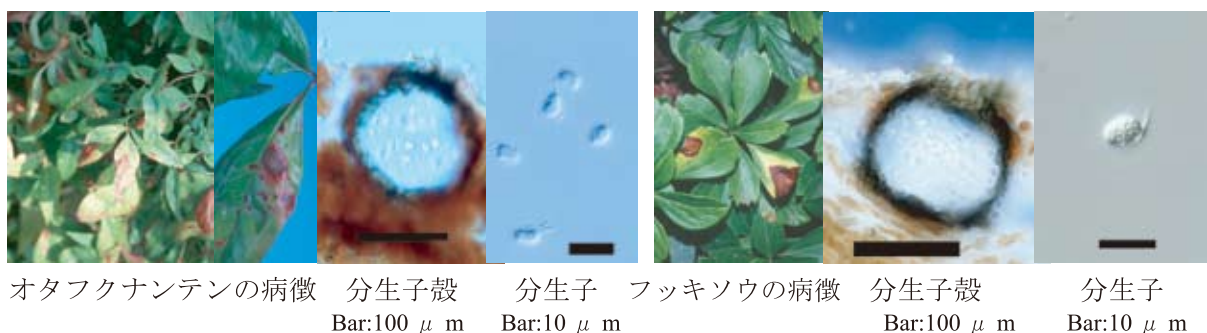 オタフクナンテンの病徴 分生子殻 分生子 フッキソウの病徴 分生子殻 分生子
Bar:100 μ m Bar:10 μ m Bar:100 μ m Bar:10 μ m